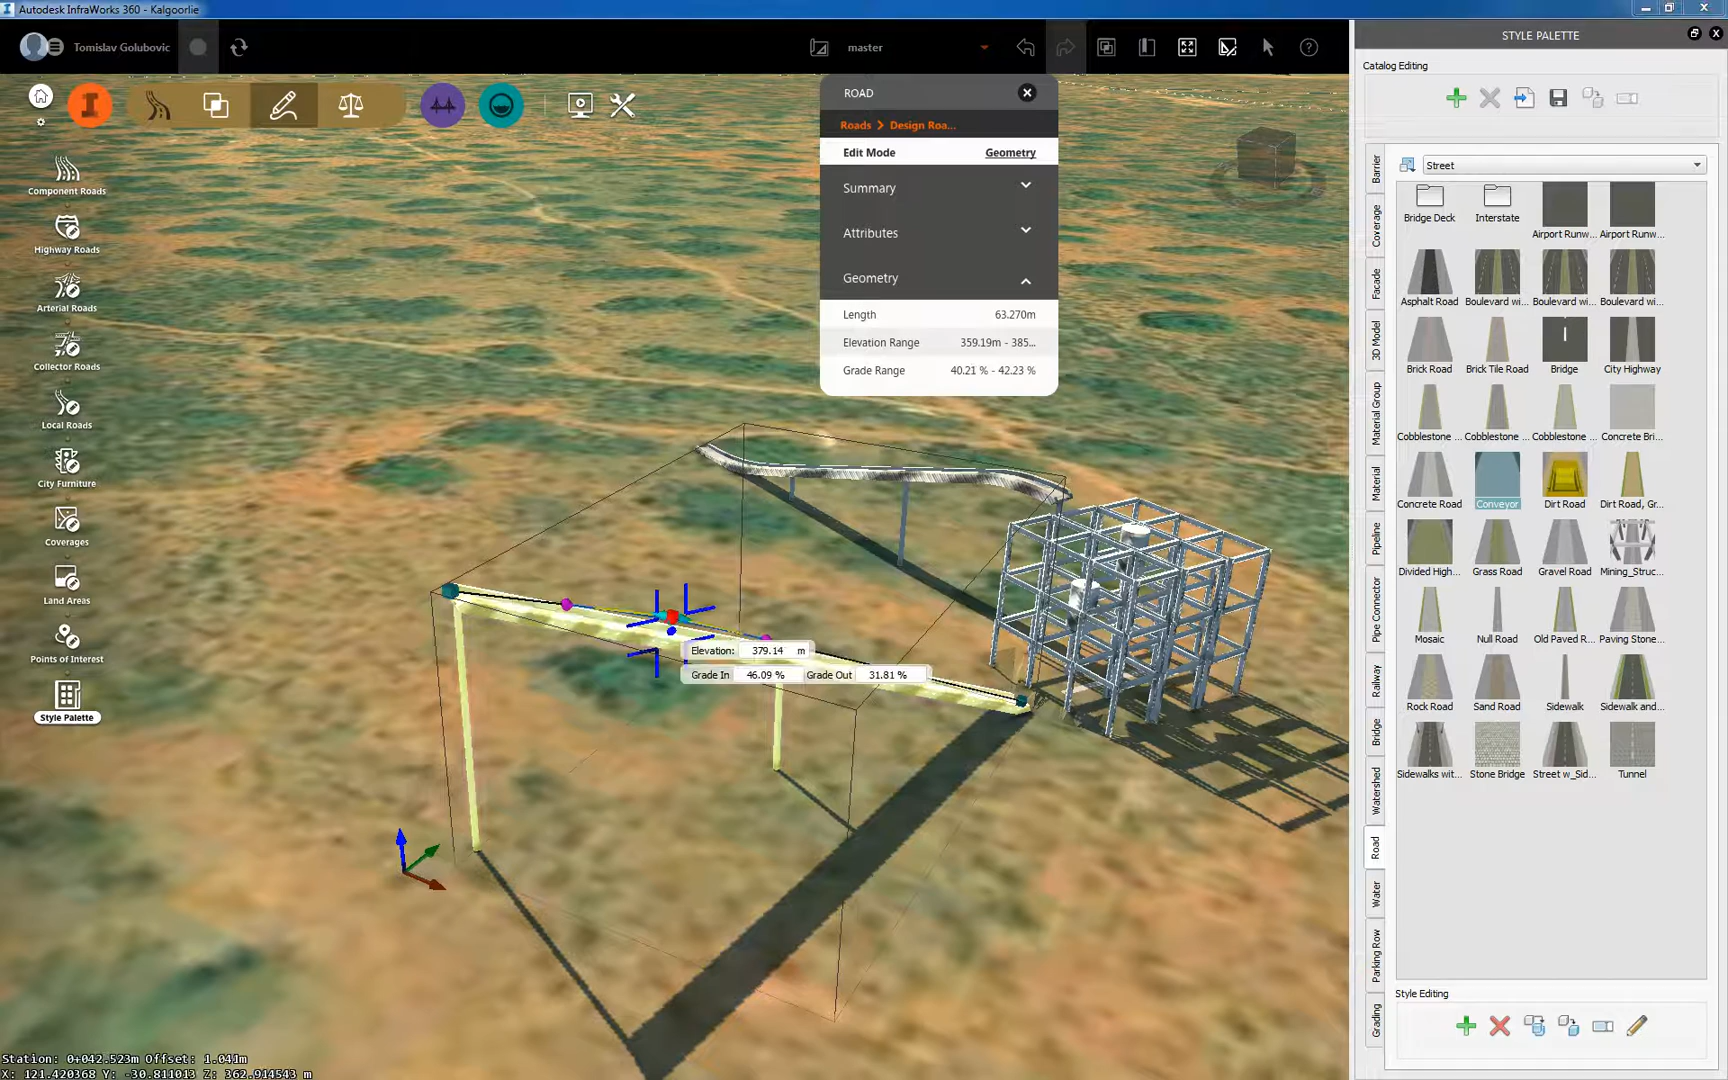 Autodesk InfraWorks 360 - Kalgoorlie
Tomislav Golubovic
master
Component Roads
Highway Roads
Arterial Roads
Collector Roads
Local Roads
City Furniture
Coverages
Land Areas
Points of Interest
Style Palette
ROAD
Roads > Design Roa...
Edit Mode Geometry
Summary
Attributes
Geometry
Length 63.270m
Elevation Range 359.19m - 385...
Grade Range 40.21 % - 42.23 %
Elevation: 379.14 m
Grade In 46.09 % Grade Out 31.81 %
Station: 0+042.523m Offset: 1.041m
X: 121.420368 Y: -30.811013 Z: 362.914543 m
STYLE PALETTE
Catalog Editing
Barrier
Coverage
Facade
3D Model
Material Group
Material
Pipeline
Pipe Connector
Railway
Bridge
Watershed
Road
Water
Parking Row
Grading
Street
Bridge Deck Interstate Airport Runw... Airport Runw...
Asphalt Road Boulevard wi... Boulevard wi... Boulevard wi...
Brick Road Brick Tile Road Bridge City Highway
Cobblestone ... Cobblestone ... Cobblestone ... Concrete Bri...
Concrete Road Conveyor Dirt Road Dirt Road, Gr...
Divided High... Grass Road Gravel Road Mining_Struc...
Mosaic Null Road Old Paved R... Paving Stone...
Rock Road Sand Road Sidewalk Sidewalk and...
Sidewalks wit... Stone Bridge Street w_Sid... Tunnel
Style Editing